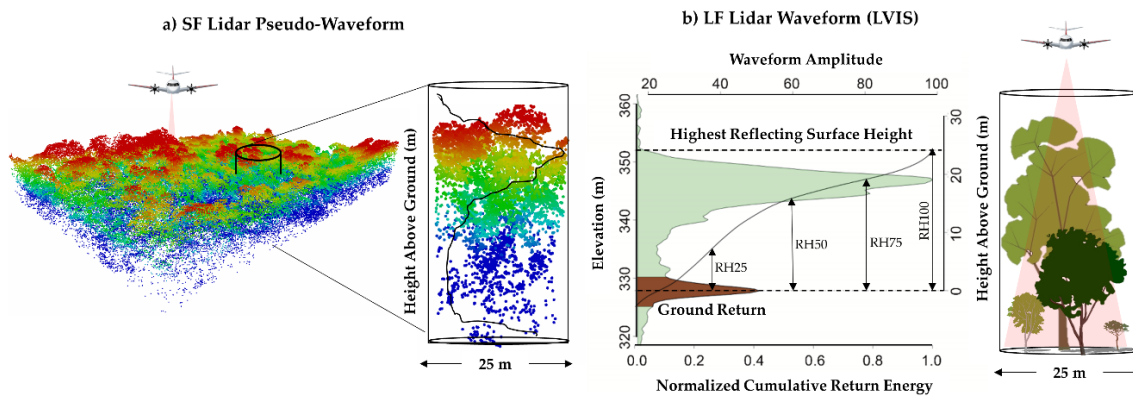 a) SF Lidar Pseudo-Waveform
Height Above Ground (m)
25 m
b) LF Lidar Waveform (LVIS)
Waveform Amplitude
20 40 60 80 100
Elevation (m)
360
350
340
330
320
Highest Reflecting Surface Height
RH25
RH50
RH75
RH100
Ground Return
30
20
10
0
0.0 0.2 0.4 0.6 0.8 1.0
Normalized Cumulative Return Energy
Height Above Ground (m)
25 m